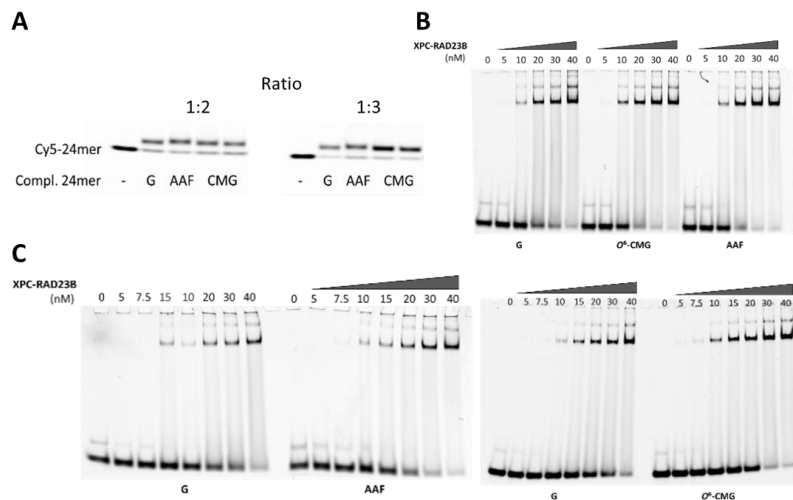 A
Ratio
1:2 1:3
Cy5-24mer
Compl. 24mer - G AAF CMG - G AAF CMG
B
XPC-RAD23B
(nM) 0 5 10 20 30 40 0 5 10 20 30 40 0 5 10 20 30 40
G O⁶-CMG AAF
C
XPC-RAD23B
(nM) 0 5 7.5 15 10 20 30 40 0 5 7.5 10 15 20 30 40 0 5 7.5 10 15 20 30 40 0 5 7,5 10 15 20 30 40
G AAF G O⁶-CMG